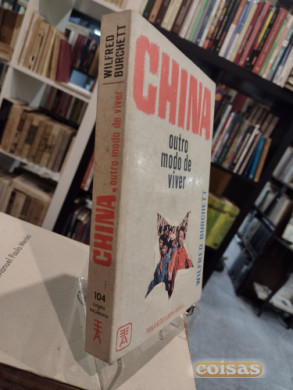 WILFRED
BURCHETT
CHINA
outro modo de viver
104
CHINA
outro
modo de
viver
WILFRED BURCHETT
coisas